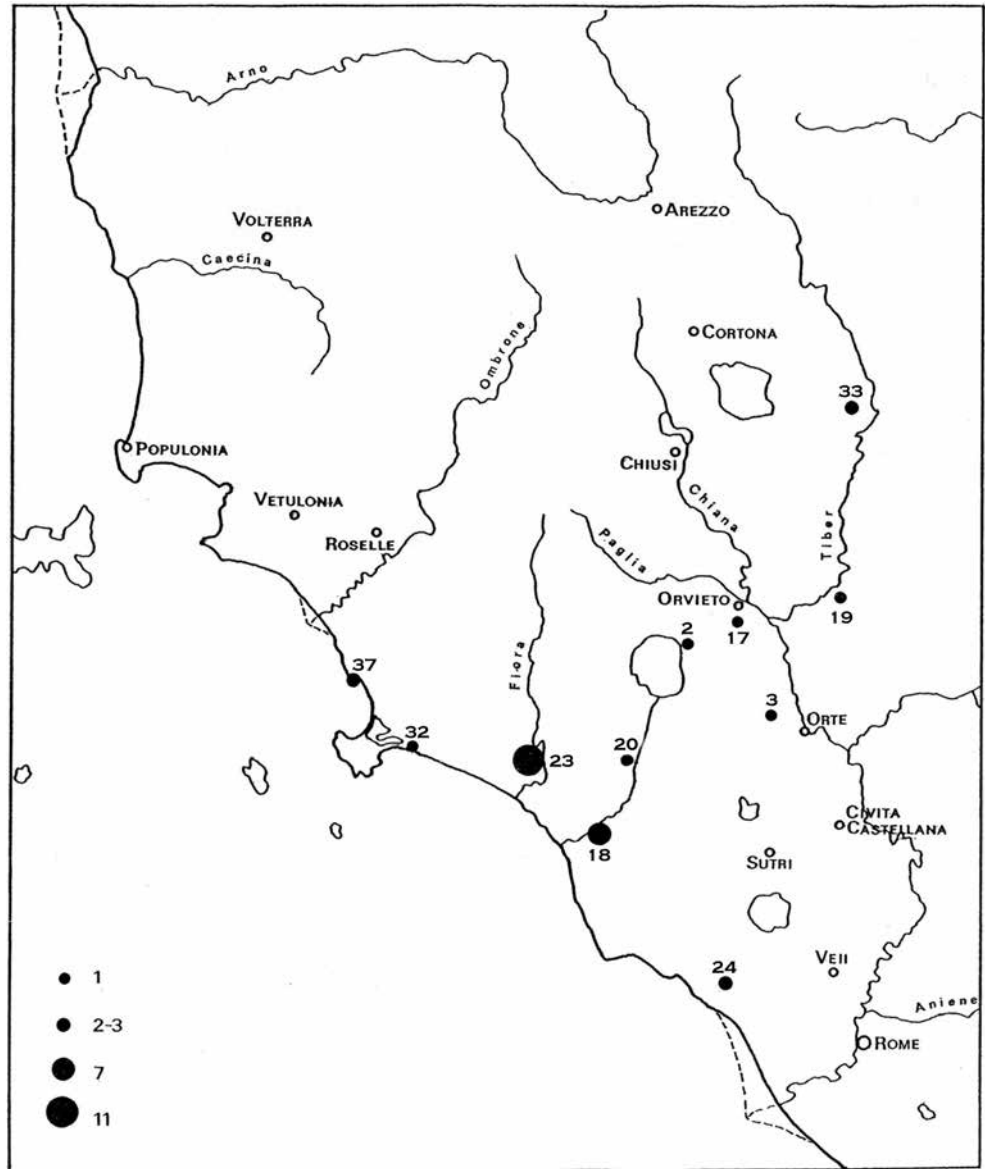 Arno
AREZZO
VOLTERRA
Caecina
Ombrone
CORTONA
33
POPULONIA
CHIUSI
Chiana
VETULONIA
ROSELLE
Paglia
Tiber
ORVIETO
19
17
2
Fiora
37
3
ORTE
32
20
23
CIVITA
CASTELLANA
18
SUTRI
VEII
24
1
Aniene
2-3
ROME
7
11